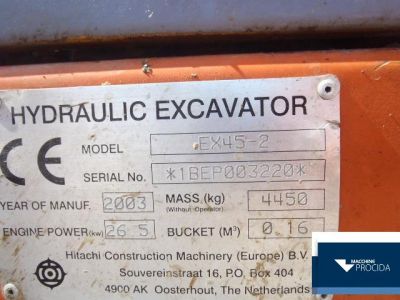 HYDRAULIC EXCAVATOR
CE
MODEL EX45-2
SERIAL No. *1BEP003220*
YEAR OF MANUF. 2003 MASS (kg) 4450
(Without Operator)
ENGINE POWER (kw) 26.5 BUCKET (M³) 0.16
Hitachi Construction Machinery (Europe) B.V.
Souvereinstraat 16, P.O. Box 404
4900 AK Oosterhout, The Netherlands
MACCHINE
PROCIDA